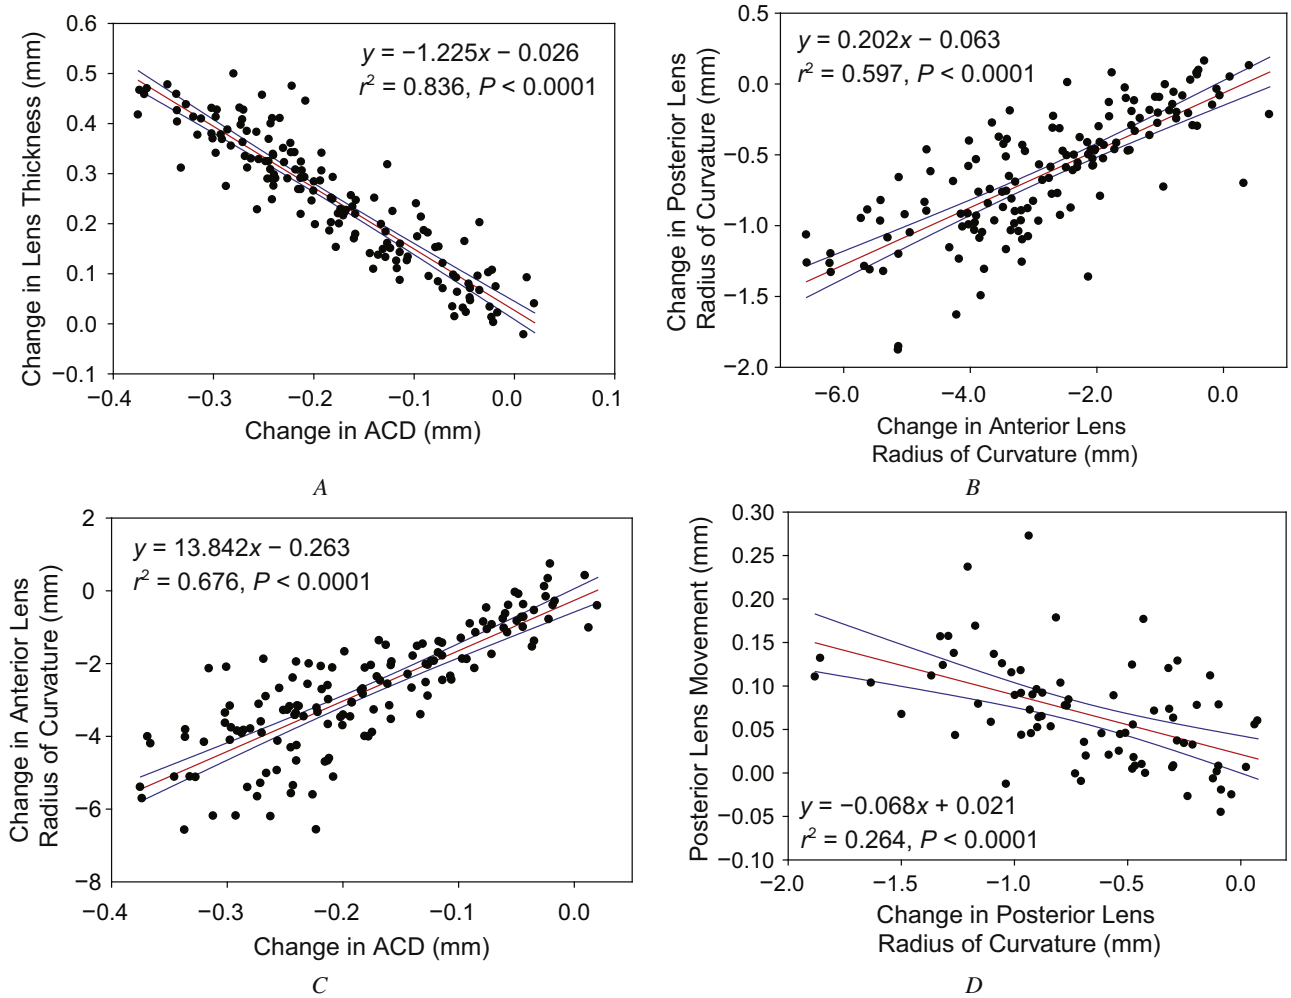 0.6
0.5
0.4
0.3
0.2
0.1
0.0
−0.1
Change in Lens Thickness (mm)
y = −1.225x − 0.026
r² = 0.836, P < 0.0001
−0.4 −0.3 −0.2 −0.1 0.0 0.1
Change in ACD (mm)
A
0.5
0.0
−0.5
−1.0
−1.5
−2.0
Change in Posterior Lens
Radius of Curvature (mm)
y = 0.202x − 0.063
r² = 0.597, P < 0.0001
−6.0 −4.0 −2.0 0.0
Change in Anterior Lens
Radius of Curvature (mm)
B
2
0
−2
−4
−6
−8
Change in Anterior Lens
Radius of Curvature (mm)
y = 13.842x − 0.263
r² = 0.676, P < 0.0001
−0.4 −0.3 −0.2 −0.1 0.0
Change in ACD (mm)
C
0.30
0.25
0.20
0.15
0.10
0.05
0.00
−0.05
−0.10
Posterior Lens Movement (mm)
y = −0.068x + 0.021
r² = 0.264, P < 0.0001
−2.0 −1.5 −1.0 −0.5 0.0
Change in Posterior Lens
Radius of Curvature (mm)
D